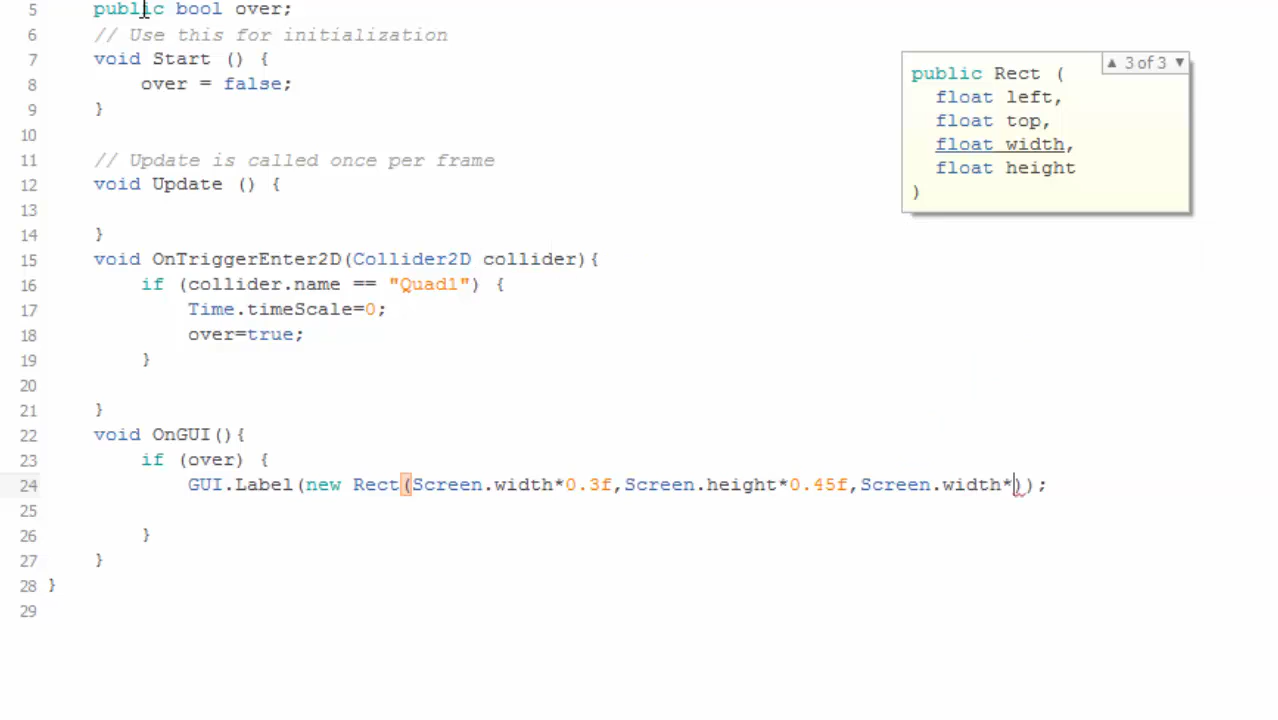 5 public bool over;
6 // Use this for initialization
7 void Start () {
8 over = false;
9 }
10
11 // Update is called once per frame
12 void Update () {
13
14 }
15 void OnTriggerEnter2D(Collider2D collider){
16 if (collider.name == "Quad1") {
17 Time.timeScale=0;
18 over=true;
19 }
20
21 }
22 void OnGUI(){
23 if (over) {
24 GUI.Label(new Rect(Screen.width*0.3f,Screen.height*0.45f,Screen.width*));
25
26 }
27 }
28 }
29
▲ 3 of 3 ▼
public Rect (
float left,
float top,
float width,
float height
)